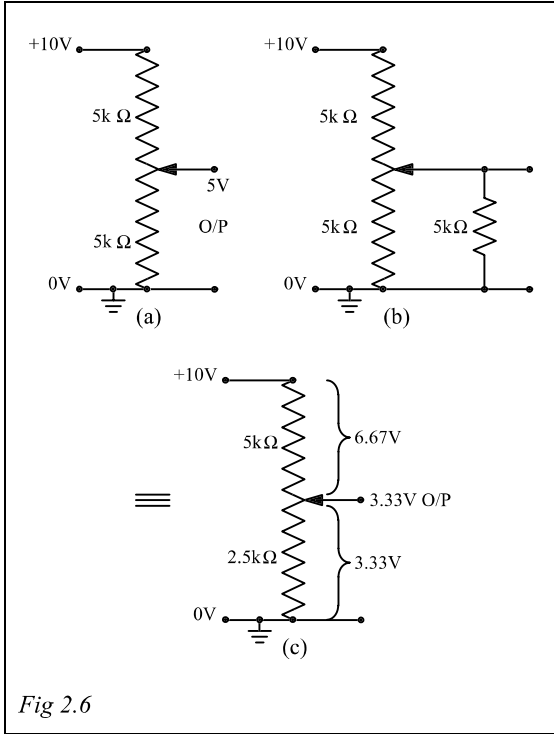 +10V
5k Ω
5V
5k Ω
O/P
0V
(a)
+10V
5k Ω
5k Ω
5kΩ
0V
(b)
+10V
5kΩ
6.67V
3.33V O/P
2.5kΩ
3.33V
0V
(c)
Fig 2.6